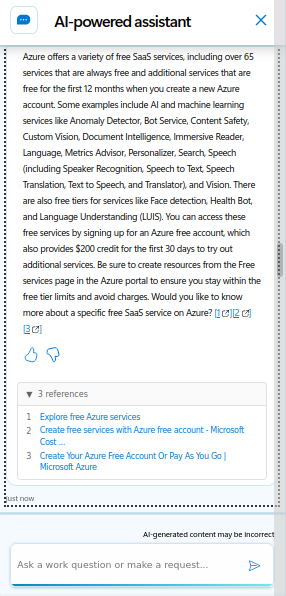 AI-powered assistant
Azure offers a variety of free SaaS services, including over 65
services that are always free and additional services that are
free for the first 12 months when you create a new Azure
account. Some examples include AI and machine learning
services like Anomaly Detector, Bot Service, Content Safety,
Custom Vision, Document Intelligence, Immersive Reader,
Language, Metrics Advisor, Personalizer, Search, Speech
(including Speaker Recognition, Speech to Text, Speech
Translation, Text to Speech, and Translator), and Vision. There
are also free tiers for services like Face detection, Health Bot,
and Language Understanding (LUIS). You can access these
free services by signing up for an Azure free account, which
also provides $200 credit for the first 30 days to try out
additional services. Be sure to create resources from the Free
services page in the Azure portal to ensure you stay within the
free tier limits and avoid charges. Would you like to know
more about a specific free SaaS service on Azure? [1][2]
[3]
▼ 3 references
1 Explore free Azure services
2 Create free services with Azure free account - Microsoft
Cost ...
3 Create Your Azure Free Account Or Pay As You Go |
Microsoft Azure
Just now
AI-generated content may be incorrect
Ask a work question or make a request...